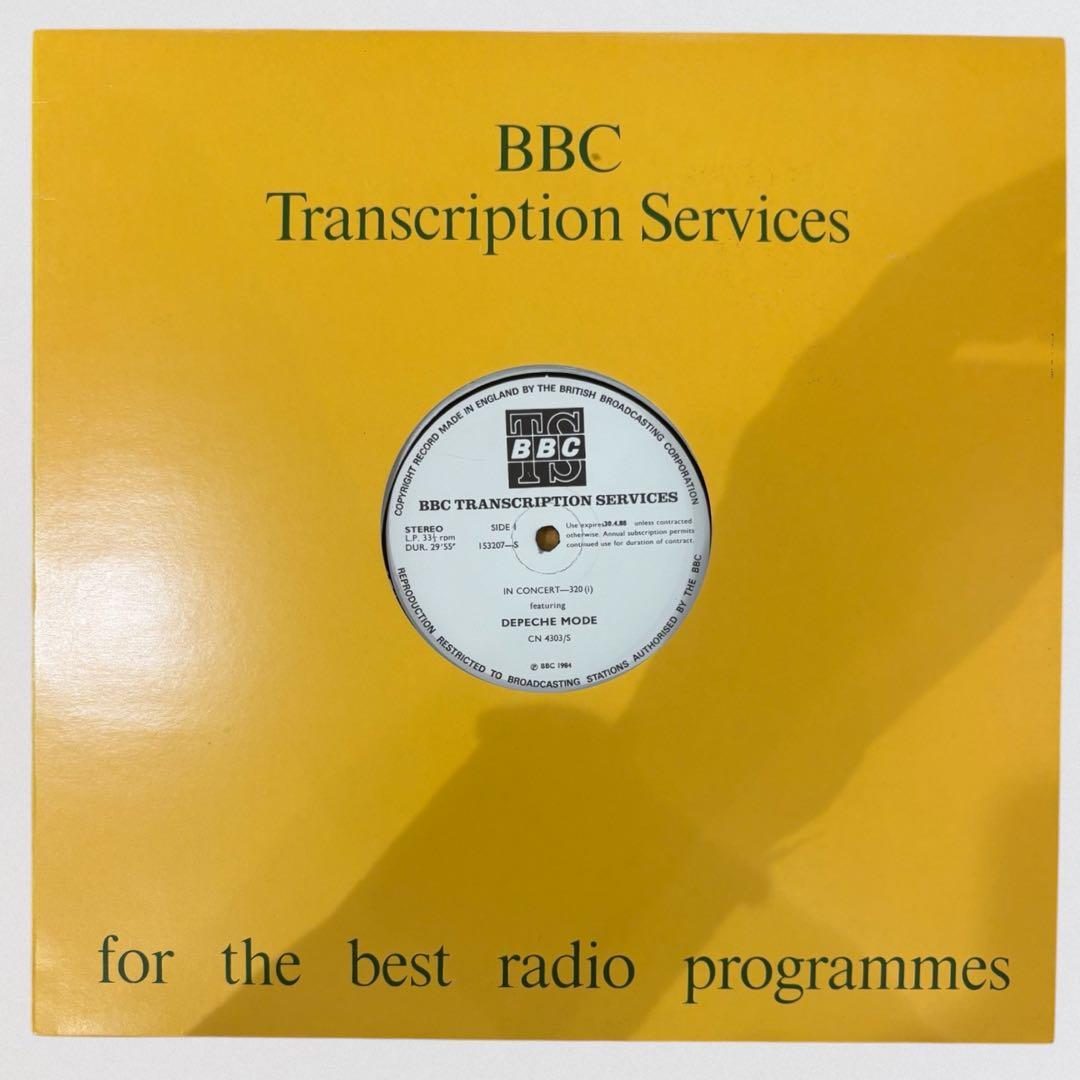 BBC
Transcription Services
COPYRIGHT RECORD MADE IN ENGLAND BY THE BRITISH BROADCASTING CORPORATION
TS
BBC
BBC TRANSCRIPTION SERVICES
STEREO
L.P. 33⅓ rpm
DUR. 29'55"
SIDE 1
153207—S
Use expires 30.4.88 unless contracted
otherwise. Annual subscription permits
continued use for duration of contract.
IN CONCERT—320 (i)
featuring
DEPECHE MODE
CN 4303/S
℗ BBC 1984
REPRODUCTION RESTRICTED TO BROADCASTING STATIONS AUTHORISED BY THE BBC
for the best radio programmes